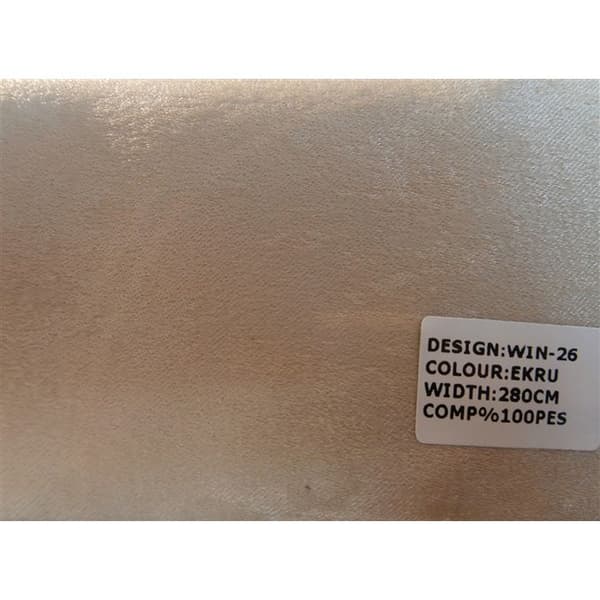 DESIGN:WIN-26
COLOUR:EKRU
WIDTH:280CM
COMP%100PES